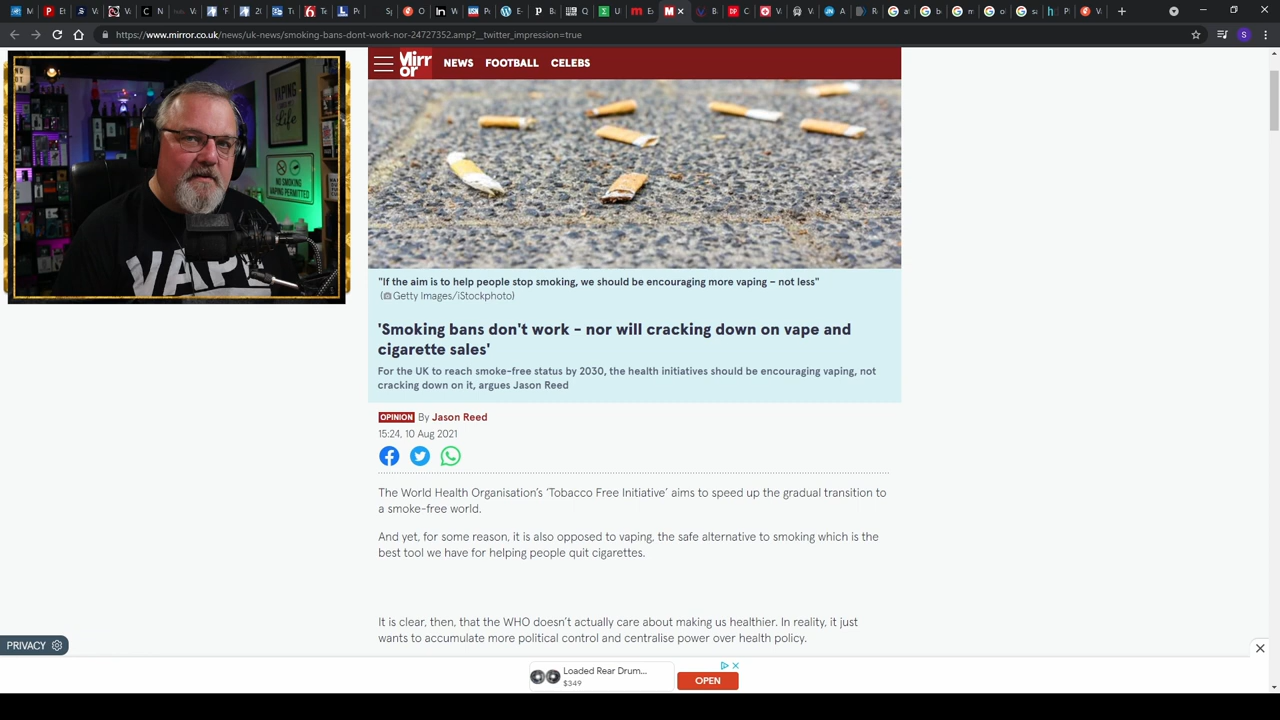 https://www.mirror.co.uk/news/uk-news/smoking-bans-dont-work-nor-24727352.amp?__twitter_impression=true
Mirror
NEWS
FOOTBALL
CELEBS
VAPING
Life
NO SMOKING
VAPING PERMITTED
VAPE
"If the aim is to help people stop smoking, we should be encouraging more vaping – not less"
(Getty Images/iStockphoto)
'Smoking bans don't work - nor will cracking down on vape and
cigarette sales'
For the UK to reach smoke-free status by 2030, the health initiatives should be encouraging vaping, not
cracking down on it, argues Jason Reed
OPINION By Jason Reed
15:24, 10 Aug 2021
The World Health Organisation's 'Tobacco Free Initiative' aims to speed up the gradual transition to
a smoke-free world.
And yet, for some reason, it is also opposed to vaping, the safe alternative to smoking which is the
best tool we have for helping people quit cigarettes.
It is clear, then, that the WHO doesn't actually care about making us healthier. In reality, it just
wants to accumulate more political control and centralise power over health policy.
PRIVACY
Loaded Rear Drum...
$349
OPEN